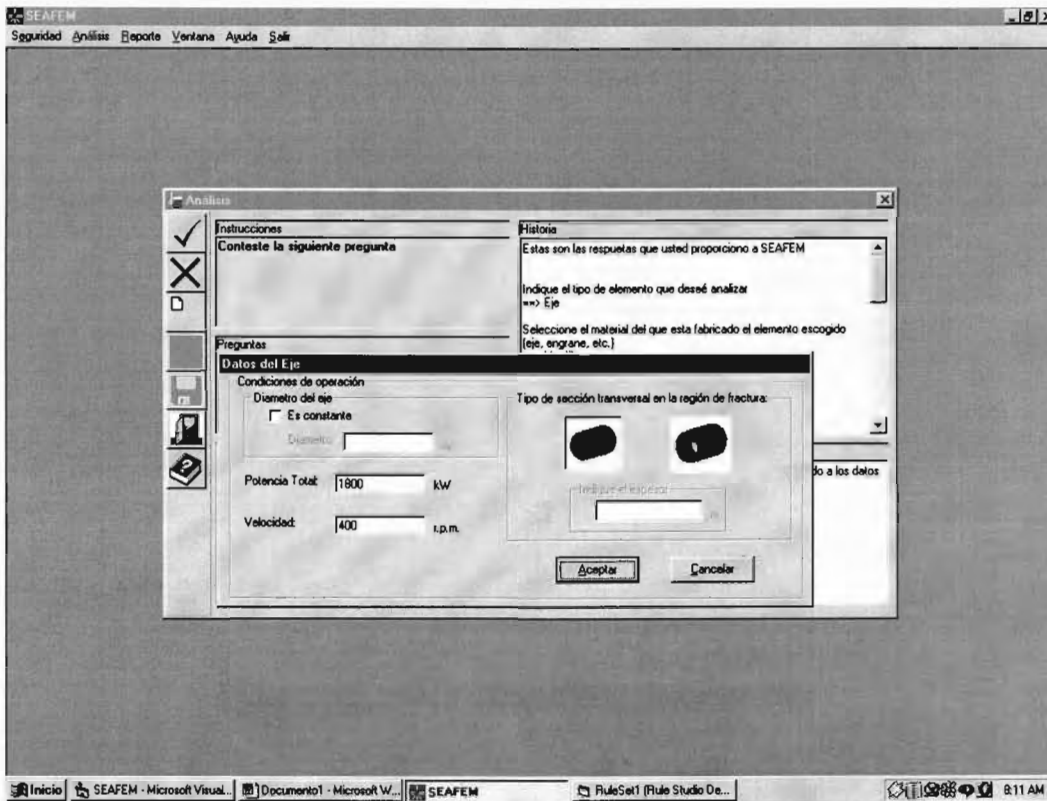 SEAFEM
Seguridad Análisis Reporte Ventana Ayuda Salir
Análisis
Instrucciones
Conteste la siguiente pregunta
Historia
Estas son las respuetas que usted proporciono a SEAFEM
Indique el tipo de elemento que deseé analizar
==> Eje
Seleccione el material del que esta fabricado el elemento escogido
(eje, engrane, etc.)
Preguntas
Datos del Eje
Condiciones de operación
Diametro del eje
Es constante
Diametro
Potencia Total: 1800 kW
Velocidad: 400 r.p.m.
Tipo de sección transversal en la región de fractura:
Indique el espesor
Aceptar Cancelar
do a los datos
Inicio SEAFEM - Microsoft Visual... Documento1 - Microsoft W... SEAFEM RuleSet1 (Rule Studio De... 8:11 AM